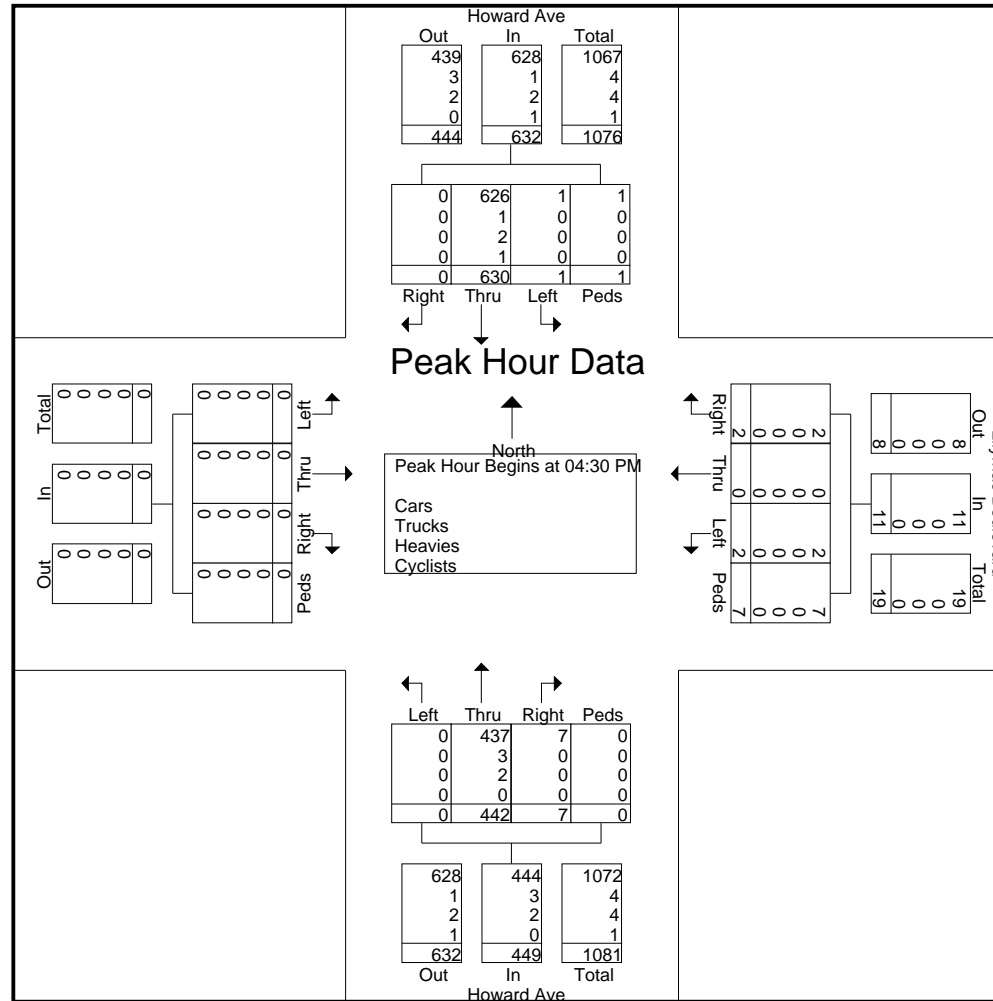 Howard Ave
Out In Total
439 628 1067
3 1 4
2 2 4
0 1 1
444 632 1076
0 626 1 1
0 1 0 0
0 2 0 0
0 1 0 0
0 630 1 1
Right Thru Left Peds
Peak Hour Data
Total
0 0 0 0 0
In
0 0 0 0 0
Out
0 0 0 0 0
Left
0 0 0 0 0
Thru
0 0 0 0 0
Right
0 0 0 0 0
Peds
0 0 0 0 0
North
Peak Hour Begins at 04:30 PM
Cars
Trucks
Heavies
Cyclists
Right
2 0 0 0 2
Thru
0 0 0 0 0
Left
2 0 0 0 2
Peds
7 0 0 0 7
Out
8 0 0 0 8
In
11 0 0 0 11
Total
19 0 0 0 19
Left Thru Right Peds
0 437 7 0
0 3 0 0
0 2 0 0
0 0 0 0
0 442 7 0
628 444 1072
1 3 4
2 2 4
1 0 1
632 449 1081
Out In Total
Howard Ave